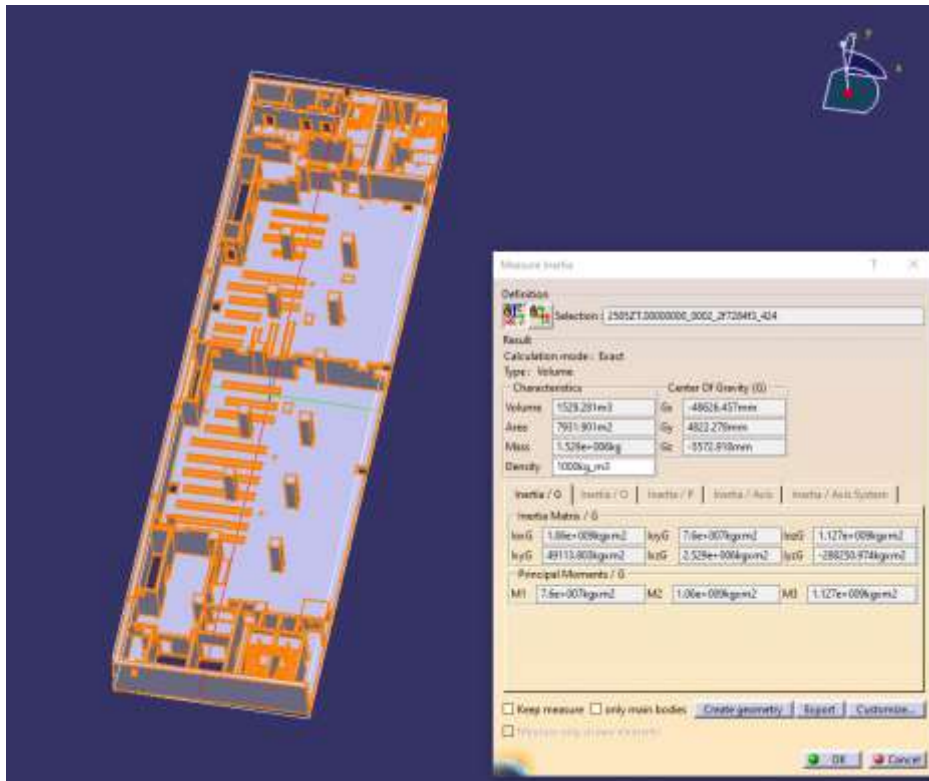 Measure Inertia
Definition
Selection : 2505ZT.00000000_0002_2f7284f3_424
Result
Calculation mode : Exact
Type : Volume
Characteristics Center Of Gravity (G)
Volume 1529.281m3 Gx -48626.457mm
Area 7931.901m2 Gy 4822.279mm
Mass 1.529e+006kg Gz -5572.918mm
Density 1000kg_m3
Inertia / G Inertia / O Inertia / P Inertia / Axis Inertia / Axis System
Inertia Matrix / G
IoxG 1.06e+009kgxm2 IoyG 7.6e+007kgxm2 IozG 1.127e+009kgxm2
IxyG 49113.803kgxm2 IxzG 2.529e+006kgxm2 IyzG -288250.974kgxm2
Principal Moments / G
M1 7.6e+007kgxm2 M2 1.06e+009kgxm2 M3 1.127e+009kgxm2
Keep measure only main bodies Create geometry Export Customize...
OK Cancel